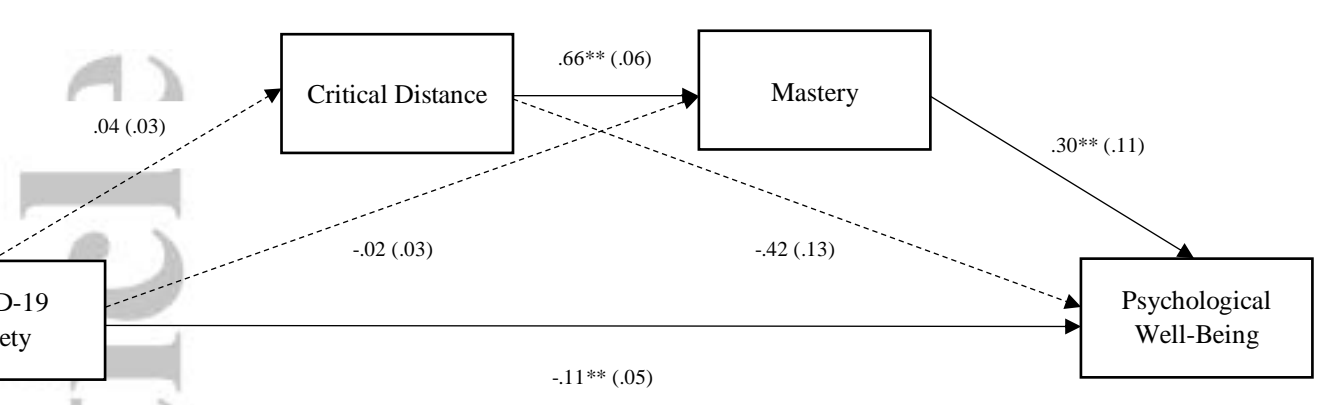 .66** (.06)
Critical Distance
Mastery
.04 (.03)
.30** (.11)
-.02 (.03)
-.42 (.13)
D-19
ety
Psychological
Well-Being
-.11** (.05)